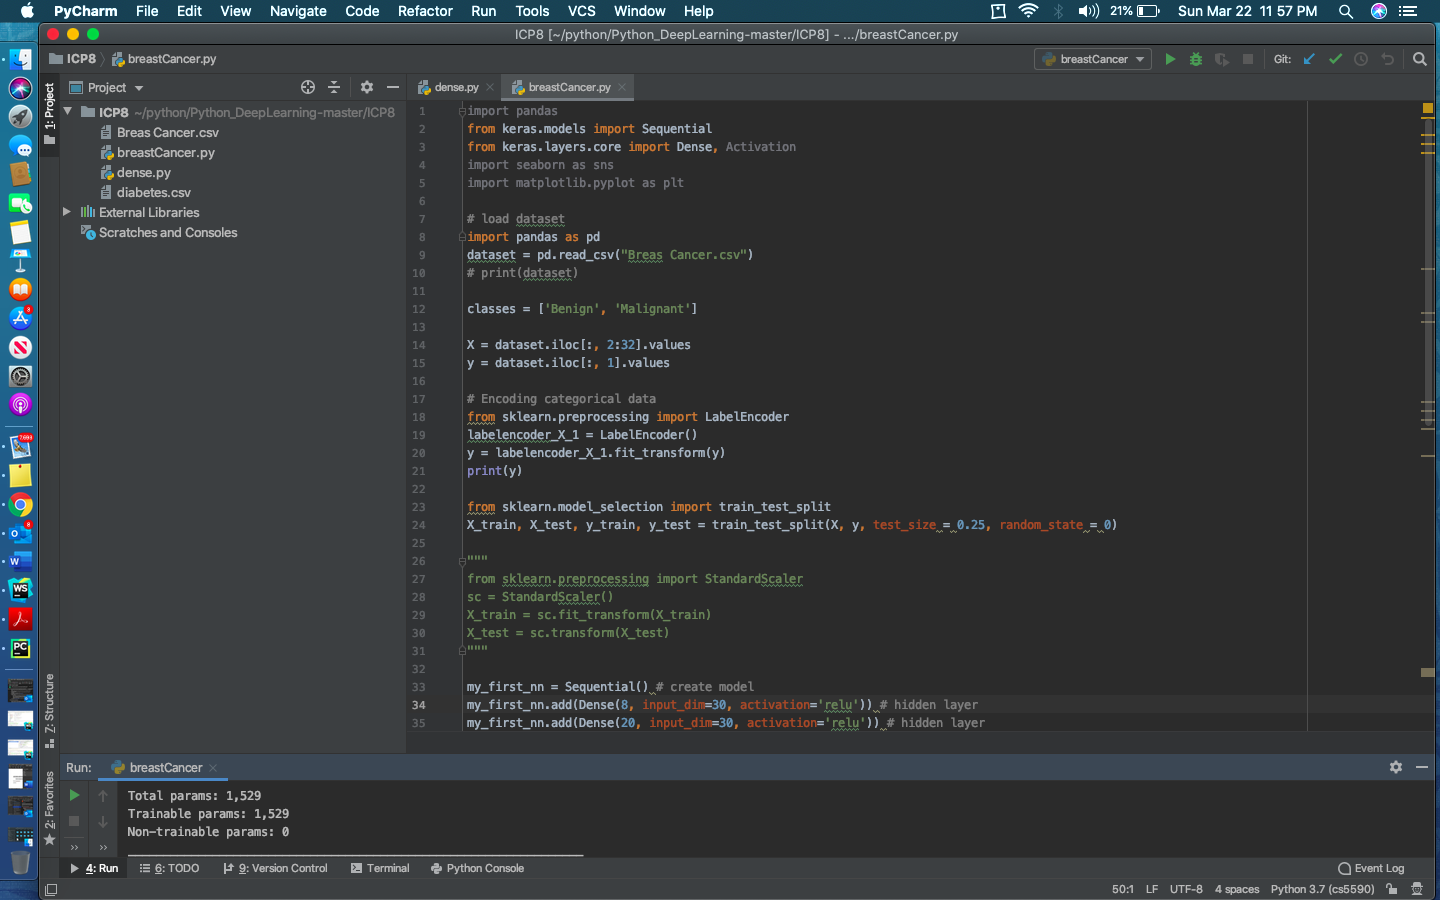 PyCharm File Edit View Navigate Code Refactor Run Tools VCS Window Help 21% Sun Mar 22 11 57 PM
ICP8 [~/python/Python_DeepLearning-master/ICP8] - .../breastCancer.py
ICP8 breastCancer.py breastCancer Git:
Project dense.py breastCancer.py
1: Project
ICP8 ~/python/Python_DeepLearning-master/ICP8
Breas Cancer.csv
breastCancer.py
dense.py
diabetes.csv
External Libraries
Scratches and Consoles
1 import pandas
2 from keras.models import Sequential
3 from keras.layers.core import Dense, Activation
4 import seaborn as sns
5 import matplotlib.pyplot as plt
6
7 # load dataset
8 import pandas as pd
9 dataset = pd.read_csv("Breas Cancer.csv")
10 # print(dataset)
11
12 classes = ['Benign', 'Malignant']
13
14 X = dataset.iloc[:, 2:32].values
15 y = dataset.iloc[:, 1].values
16
17 # Encoding categorical data
18 from sklearn.preprocessing import LabelEncoder
19 labelencoder_X_1 = LabelEncoder()
20 y = labelencoder_X_1.fit_transform(y)
21 print(y)
22
23 from sklearn.model_selection import train_test_split
24 X_train, X_test, y_train, y_test = train_test_split(X, y, test_size = 0.25, random_state = 0)
25
26 """
27 from sklearn.preprocessing import StandardScaler
28 sc = StandardScaler()
29 X_train = sc.fit_transform(X_train)
30 X_test = sc.transform(X_test)
31 """
32
33 my_first_nn = Sequential() # create model
34 my_first_nn.add(Dense(8, input_dim=30, activation='relu')) # hidden layer
35 my_first_nn.add(Dense(20, input_dim=30, activation='relu')) # hidden layer
Z: Structure
2: Favorites
Run: breastCancer
Total params: 1,529
Trainable params: 1,529
Non-trainable params: 0
4: Run 6: TODO 9: Version Control Terminal Python Console Event Log
50:1 LF UTF-8 4 spaces Python 3.7 (cs5590)